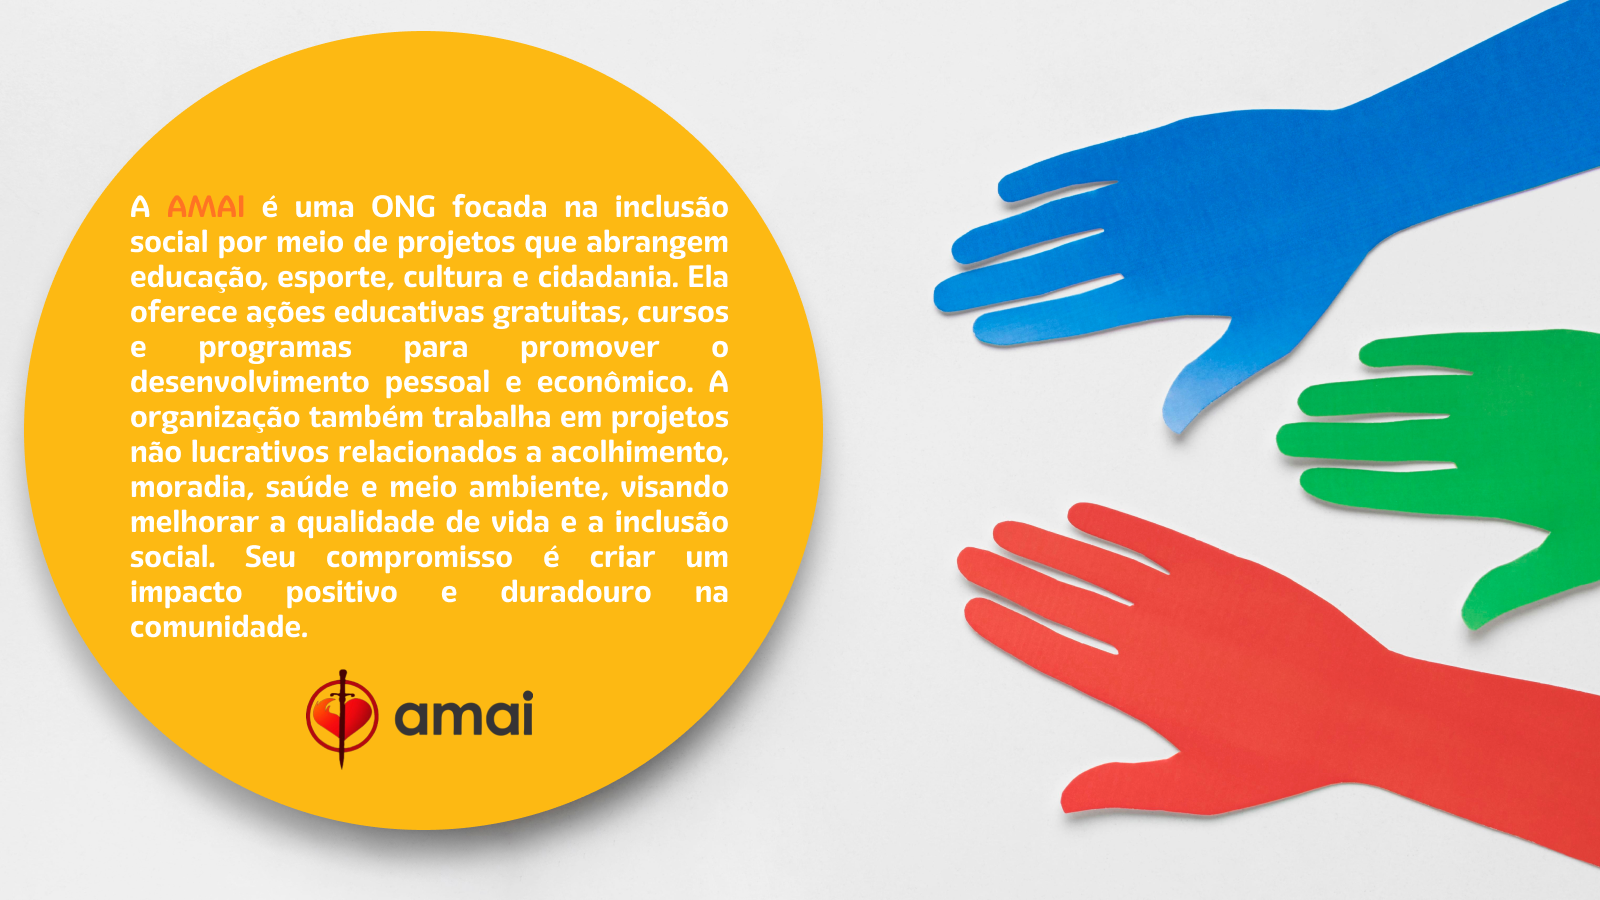 A AMAI é uma ONG focada na inclusão
social por meio de projetos que abrangem
educação, esporte, cultura e cidadania. Ela
oferece ações educativas gratuitas, cursos
e programas para promover o
desenvolvimento pessoal e econômico. A
organização também trabalha em projetos
não lucrativos relacionados a acolhimento,
moradia, saúde e meio ambiente, visando
melhorar a qualidade de vida e a inclusão
social. Seu compromisso é criar um
impacto positivo e duradouro na
comunidade.
amai